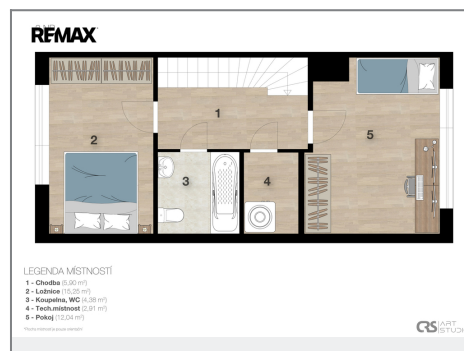 RE/MAX
1
2
3
4
5
LEGENDA MÍSTNOSTÍ
1 - Chodba (5,90 m²)
2 - Ložnice (15,25 m²)
3 - Koupelna, WC (4,38 m²)
4 - Tech.místnost (2,91 m²)
5 - Pokoj (12,04 m²)
CRS ART
STUDIO